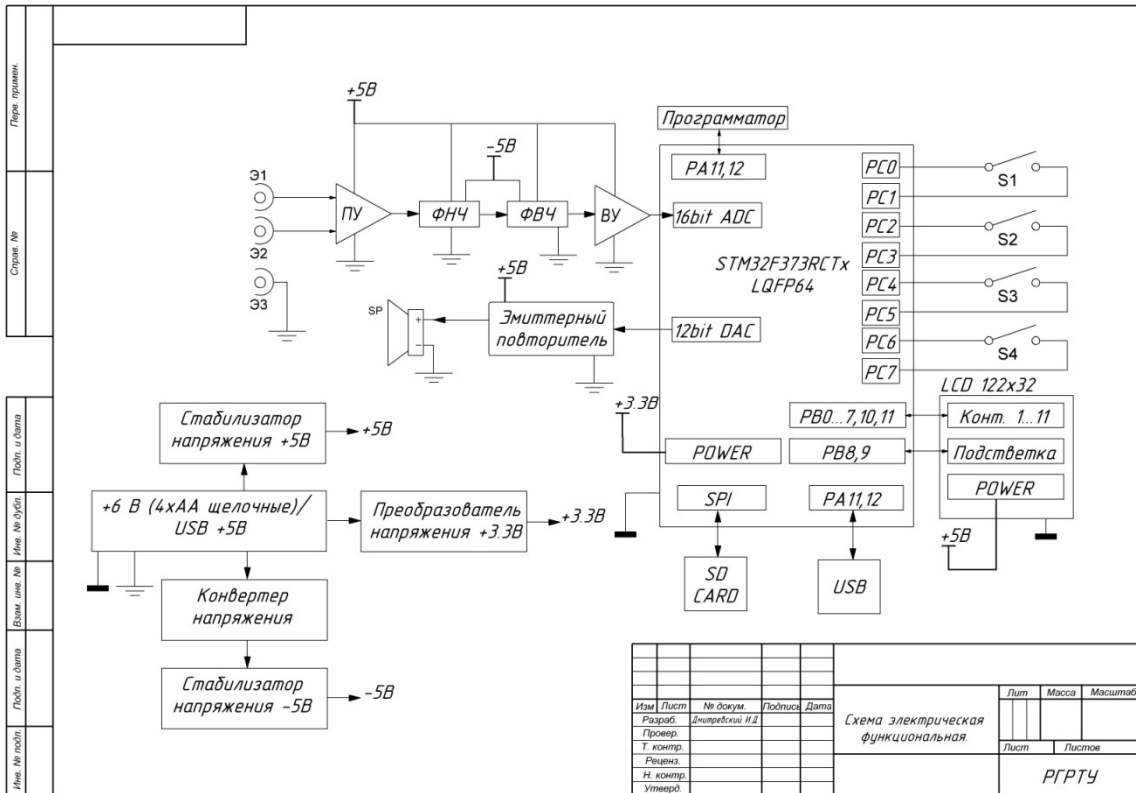 Перв. примен.
Справ. №
Подп. и дата
Инв. № дубл.
Взам. инв. №
Подп. и дата
Инв. № подл.
+5В
-5В
Э1
Э2
Э3
ПУ
ФНЧ
ФВЧ
ВУ
+5В
SP
+
-
Эмиттерный
повторитель
Программатор
PA11,12
16bit ADC
STM32F373RCTx
LQFP64
12bit DAC
PC0
PC1
PC2
PC3
PC4
PC5
PC6
PC7
S1
S2
S3
S4
+3.3В
POWER
SPI
PB0...7,10,11
PB8,9
PA11,12
LCD 122x32
Конт. 1...11
Подстветка
POWER
+5В
SD
CARD
USB
Стабилизатор
напряжения +5В
+5В
+6 В (4хАА щелочные)/
USB +5В
Преобразователь
напряжения +3.3В
+3.3В
Конвертер
напряжения
Стабилизатор
напряжения -5В
-5В
Изм Лист № докум. Подпись Дата
Разраб. Дмитревский И.Д.
Провер.
Т. контр.
Реценз.
Н. контр.
Утверд.
Схема электрическая
функциональная.
Лит Масса Масштаб
Лист Листов
РГРТУ